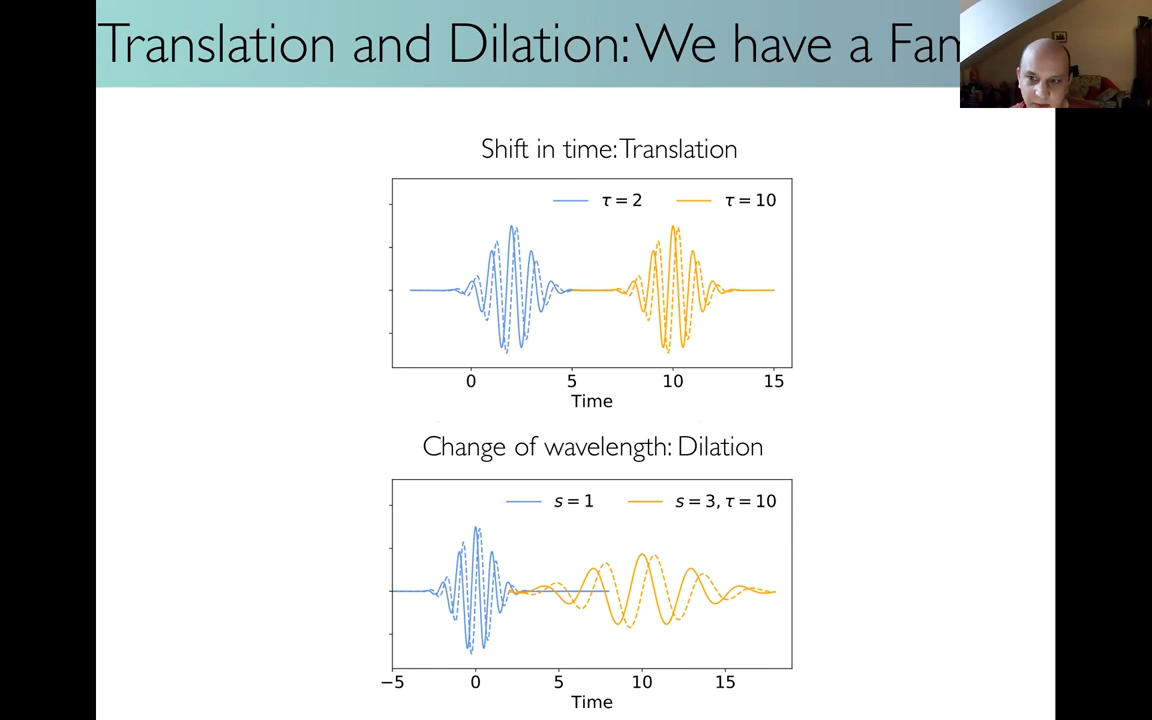 Translation and Dilation: We have a Fam
Shift in time: Translation
τ = 2
τ = 10
0
5
10
15
Time
Change of wavelength: Dilation
s = 1
s = 3, τ = 10
−5
0
5
10
15
Time